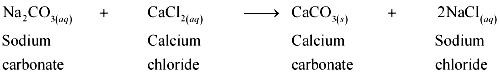 Na₂CO₃(aq) + CaCl₂(aq) ⟶ CaCO₃(s) + 2NaCl(aq)
Sodium Calcium Calcium Sodium
carbonate chloride carbonate chloride